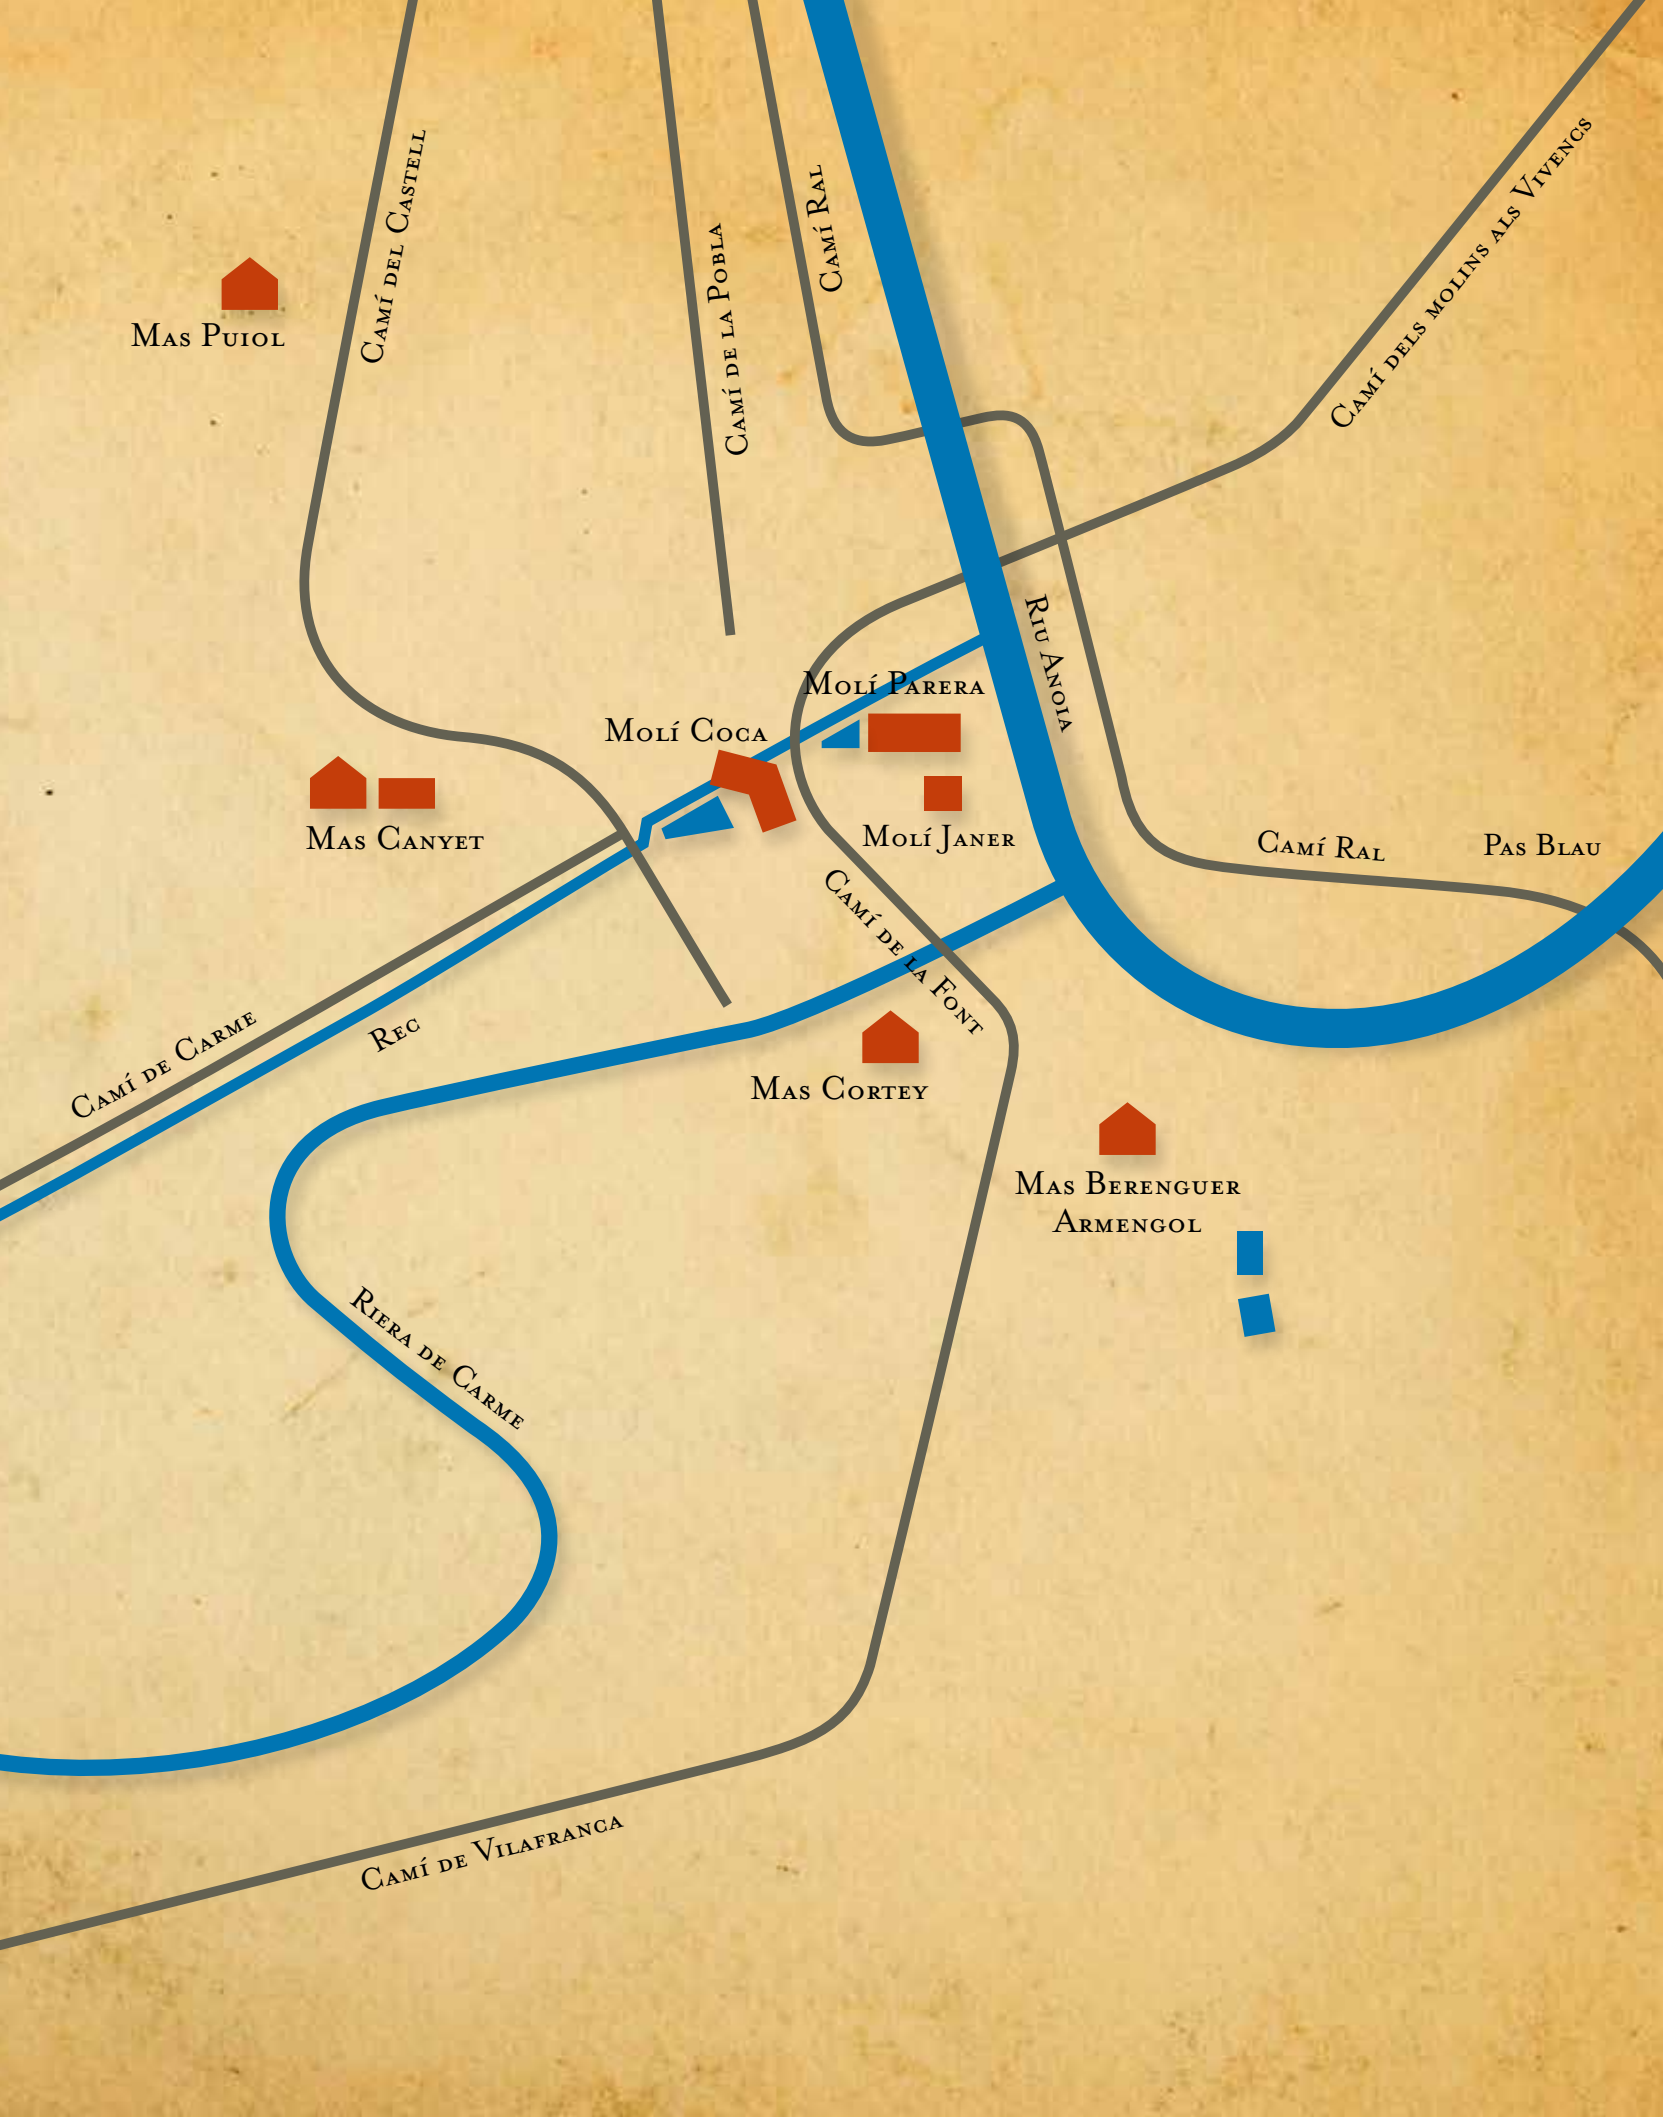 Camí del Castell
Camí de la Pobla
Camí Ral
Camí dels molins als Vivencs
Mas Puiol
Riu Anoia
Molí Parera
Molí Coca
Mas Canyet
Molí Janer
Camí Ral
Pas Blau
Camí de la Font
Camí de Carme
Rec
Mas Cortey
Mas Berenguer
Armengol
Riera de Carme
Camí de Vilafranca